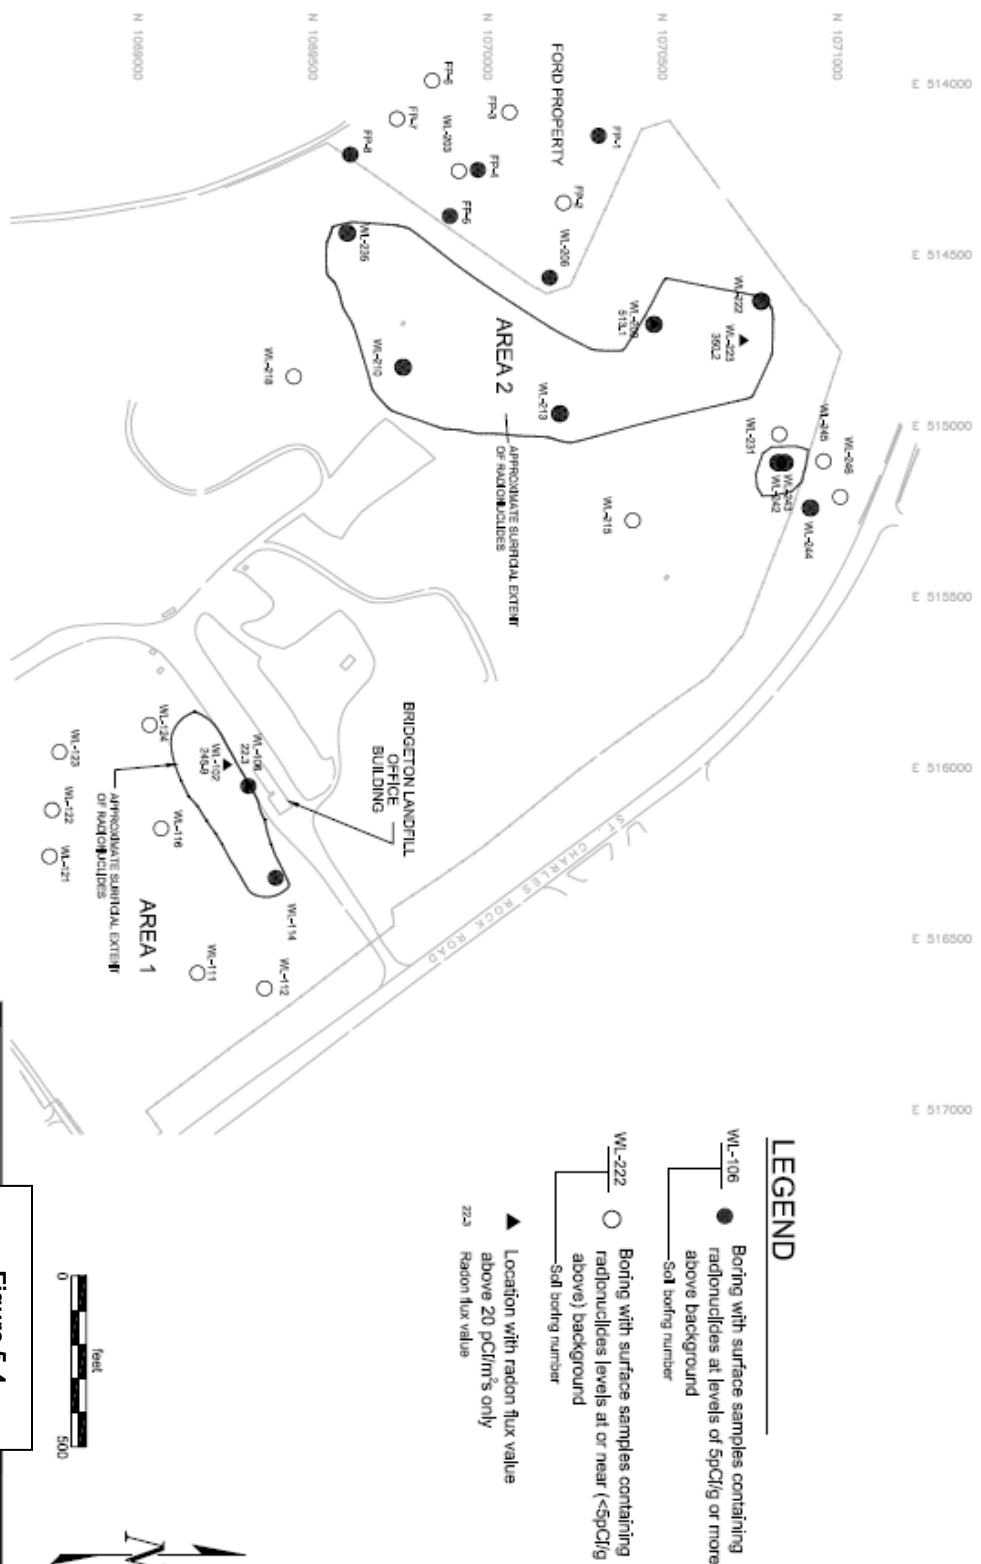 N 1069000
N 1069500
N 1070000
N 1070500
N 1071000
E 514000
E 514500
E 515000
E 515500
E 516000
E 516500
E 517000
FORD PROPERTY
FP-6
FP-3
FP-1
FP-7
WL-203
FP-4
FP-2
FP-8
FP-5
WL-206
WL-235
WL-222
WL-223
350.2
513.1
AREA 2
WL-210
WL-218
WL-213
WL-231
WL-245
WL-246
WL-243
WL-242
WL-244
WL-215
APPROXIMATE SURFICIAL EXTENT
OF RADIONUCLIDES
BRIDGETON LANDFILL
OFFICE
BUILDING
WL-124
WL-123
WL-122
WL-121
WL-106
22.3
WL-102
245.9
WL-116
WL-114
WL-111
WL-112
AREA 1
APPROXIMATE SURFICIAL EXTENT
OF RADIONUCLIDES
ST. CHARLES ROCK ROAD
LEGEND
WL-106
Boring with surface samples containing
radionuclides at levels of 5pCi/g or more
above background
Soil boring number
WL-222
Boring with surface samples containing
radionuclides levels at or near (<5pCi/g
above) background
Soil boring number
Location with radon flux value
above 20 pCi/m²s only
22.3 Radon flux value
0 feet 500
N